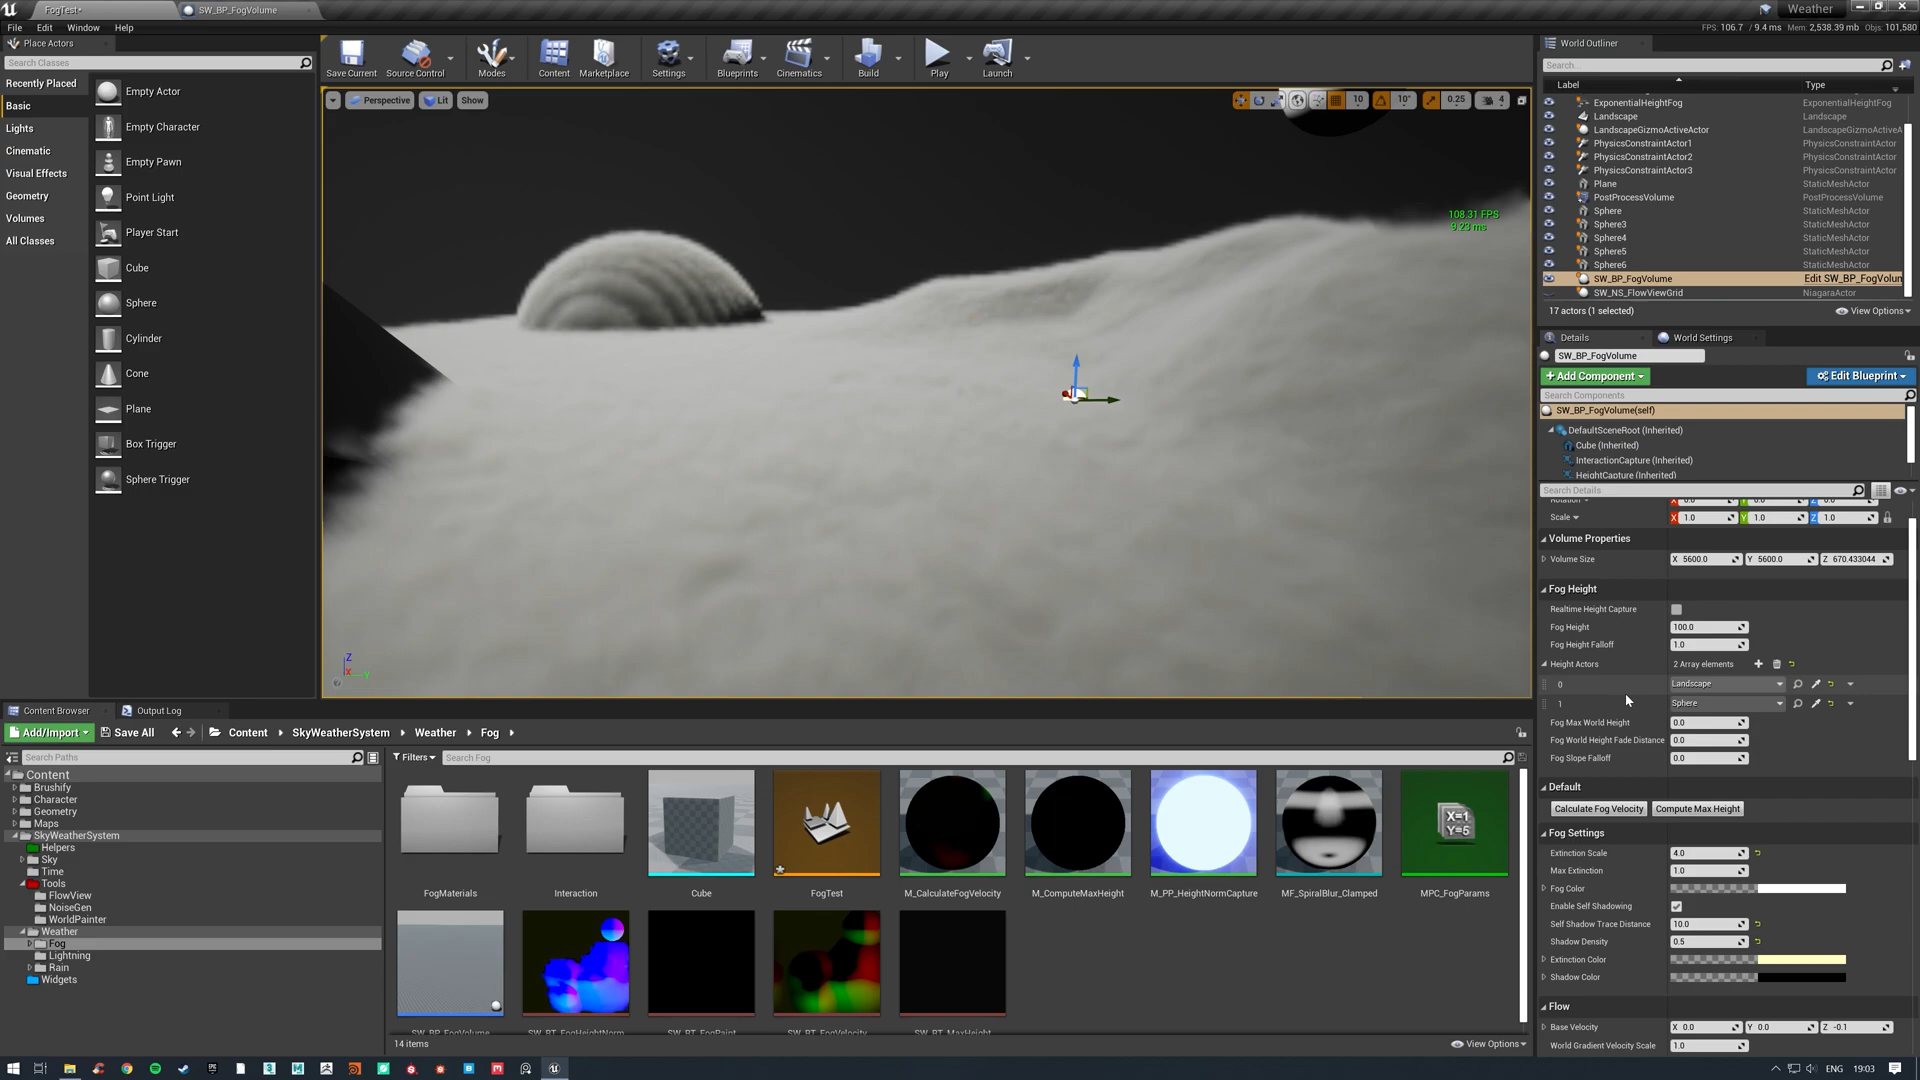 FogTest*
SW_BP_FogVolume
Weather
File
Edit
Window
Help
FPS: 106.7 / 9.4 ms | Mem: 2,538.39 mb | Objs: 101,580
Place Actors
Search Classes
Recently Placed
Basic
Lights
Cinematic
Visual Effects
Geometry
Volumes
All Classes
Empty Actor
Empty Character
Empty Pawn
Point Light
Player Start
Cube
Sphere
Cylinder
Cone
Plane
Box Trigger
Sphere Trigger
Save Current
Source Control
Modes
Content
Marketplace
Settings
Blueprints
Cinematics
Build
Play
Launch
Perspective
Lit
Show
10
10°
0.25
4
108.31 FPS
9.23 ms
Z
X
Y
World Outliner
Search...
Label
Type
ExponentialHeightFog
ExponentialHeightFog
Landscape
Landscape
LandscapeGizmoActiveActor
LandscapeGizmoActiveA
PhysicsConstraintActor1
PhysicsConstraintActor
PhysicsConstraintActor2
PhysicsConstraintActor
PhysicsConstraintActor3
PhysicsConstraintActor
Plane
StaticMeshActor
PostProcessVolume
PostProcessVolume
Sphere
StaticMeshActor
Sphere3
StaticMeshActor
Sphere4
StaticMeshActor
Sphere5
StaticMeshActor
Sphere6
StaticMeshActor
SW_BP_FogVolume
Edit SW_BP_FogVolum
SW_NS_FlowViewGrid
NiagaraActor
17 actors (1 selected)
View Options
Details
World Settings
SW_BP_FogVolume
+ Add Component
Edit Blueprint
Search Components
SW_BP_FogVolume(self)
DefaultSceneRoot (Inherited)
Cube (Inherited)
InteractionCapture (Inherited)
HeightCapture (Inherited)
Search Details
Rotation
X 0.0 Y 0.0 Z 0.0
Scale
X 1.0 Y 1.0 Z 1.0
Volume Properties
Volume Size
X 5600.0 Y 5600.0 Z 670.433044
Fog Height
Realtime Height Capture
Fog Height
100.0
Fog Height Falloff
1.0
Height Actors
2 Array elements
0
Landscape
1
Sphere
Fog Max World Height
0.0
Fog World Height Fade Distance
0.0
Fog Slope Falloff
0.0
Default
Calculate Fog Velocity
Compute Max Height
Fog Settings
Extinction Scale
4.0
Max Extinction
1.0
Fog Color
Enable Self Shadowing
Self Shadow Trace Distance
10.0
Shadow Density
0.5
Extinction Color
Shadow Color
Flow
Base Velocity
X 0.0 Y 0.0 Z -0.1
World Gradient Velocity Scale
1.0
Content Browser
Output Log
Add/Import
Save All
Content
SkyWeatherSystem
Weather
Fog
Search Paths
Filters
Search Fog
Content
Brushify
Character
Geometry
Maps
SkyWeatherSystem
Helpers
Sky
Time
Tools
FlowView
NoiseGen
WorldPainter
Weather
Fog
Lightning
Rain
Widgets
X=1
Y=5
FogMaterials
Interaction
Cube
FogTest
M_CalculateFogVelocity
M_ComputeMaxHeight
M_PP_HeightNormCapture
MF_SpiralBlur_Clamped
MPC_FogParams
SW_BP_FogVolume
SW_RT_FogHeightNorm
SW_RT_FogPaint
SW_RT_FogVelocity
SW_RT_MaxHeight
14 items
View Options
ENG
19:03